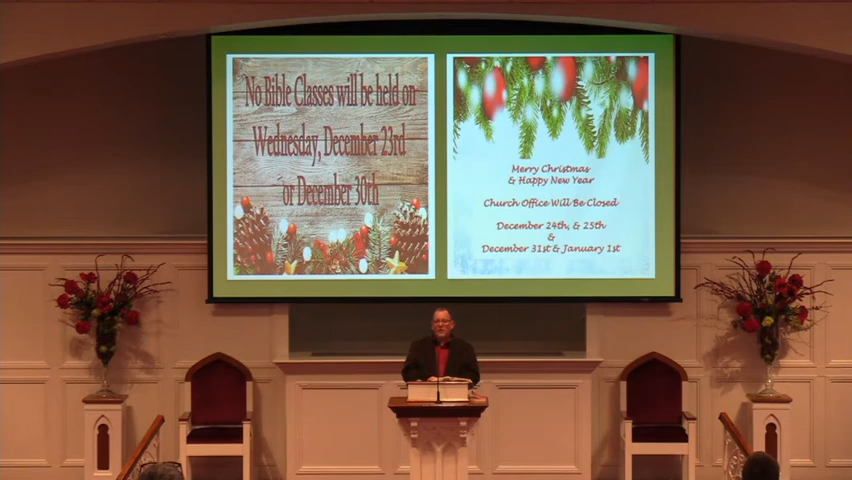 No Bible Classes will be held on
Wednesday, December 23rd
or December 30th
Merry Christmas
& Happy New Year
Church Office Will Be Closed
December 24th, & 25th
&
December 31st & January 1st